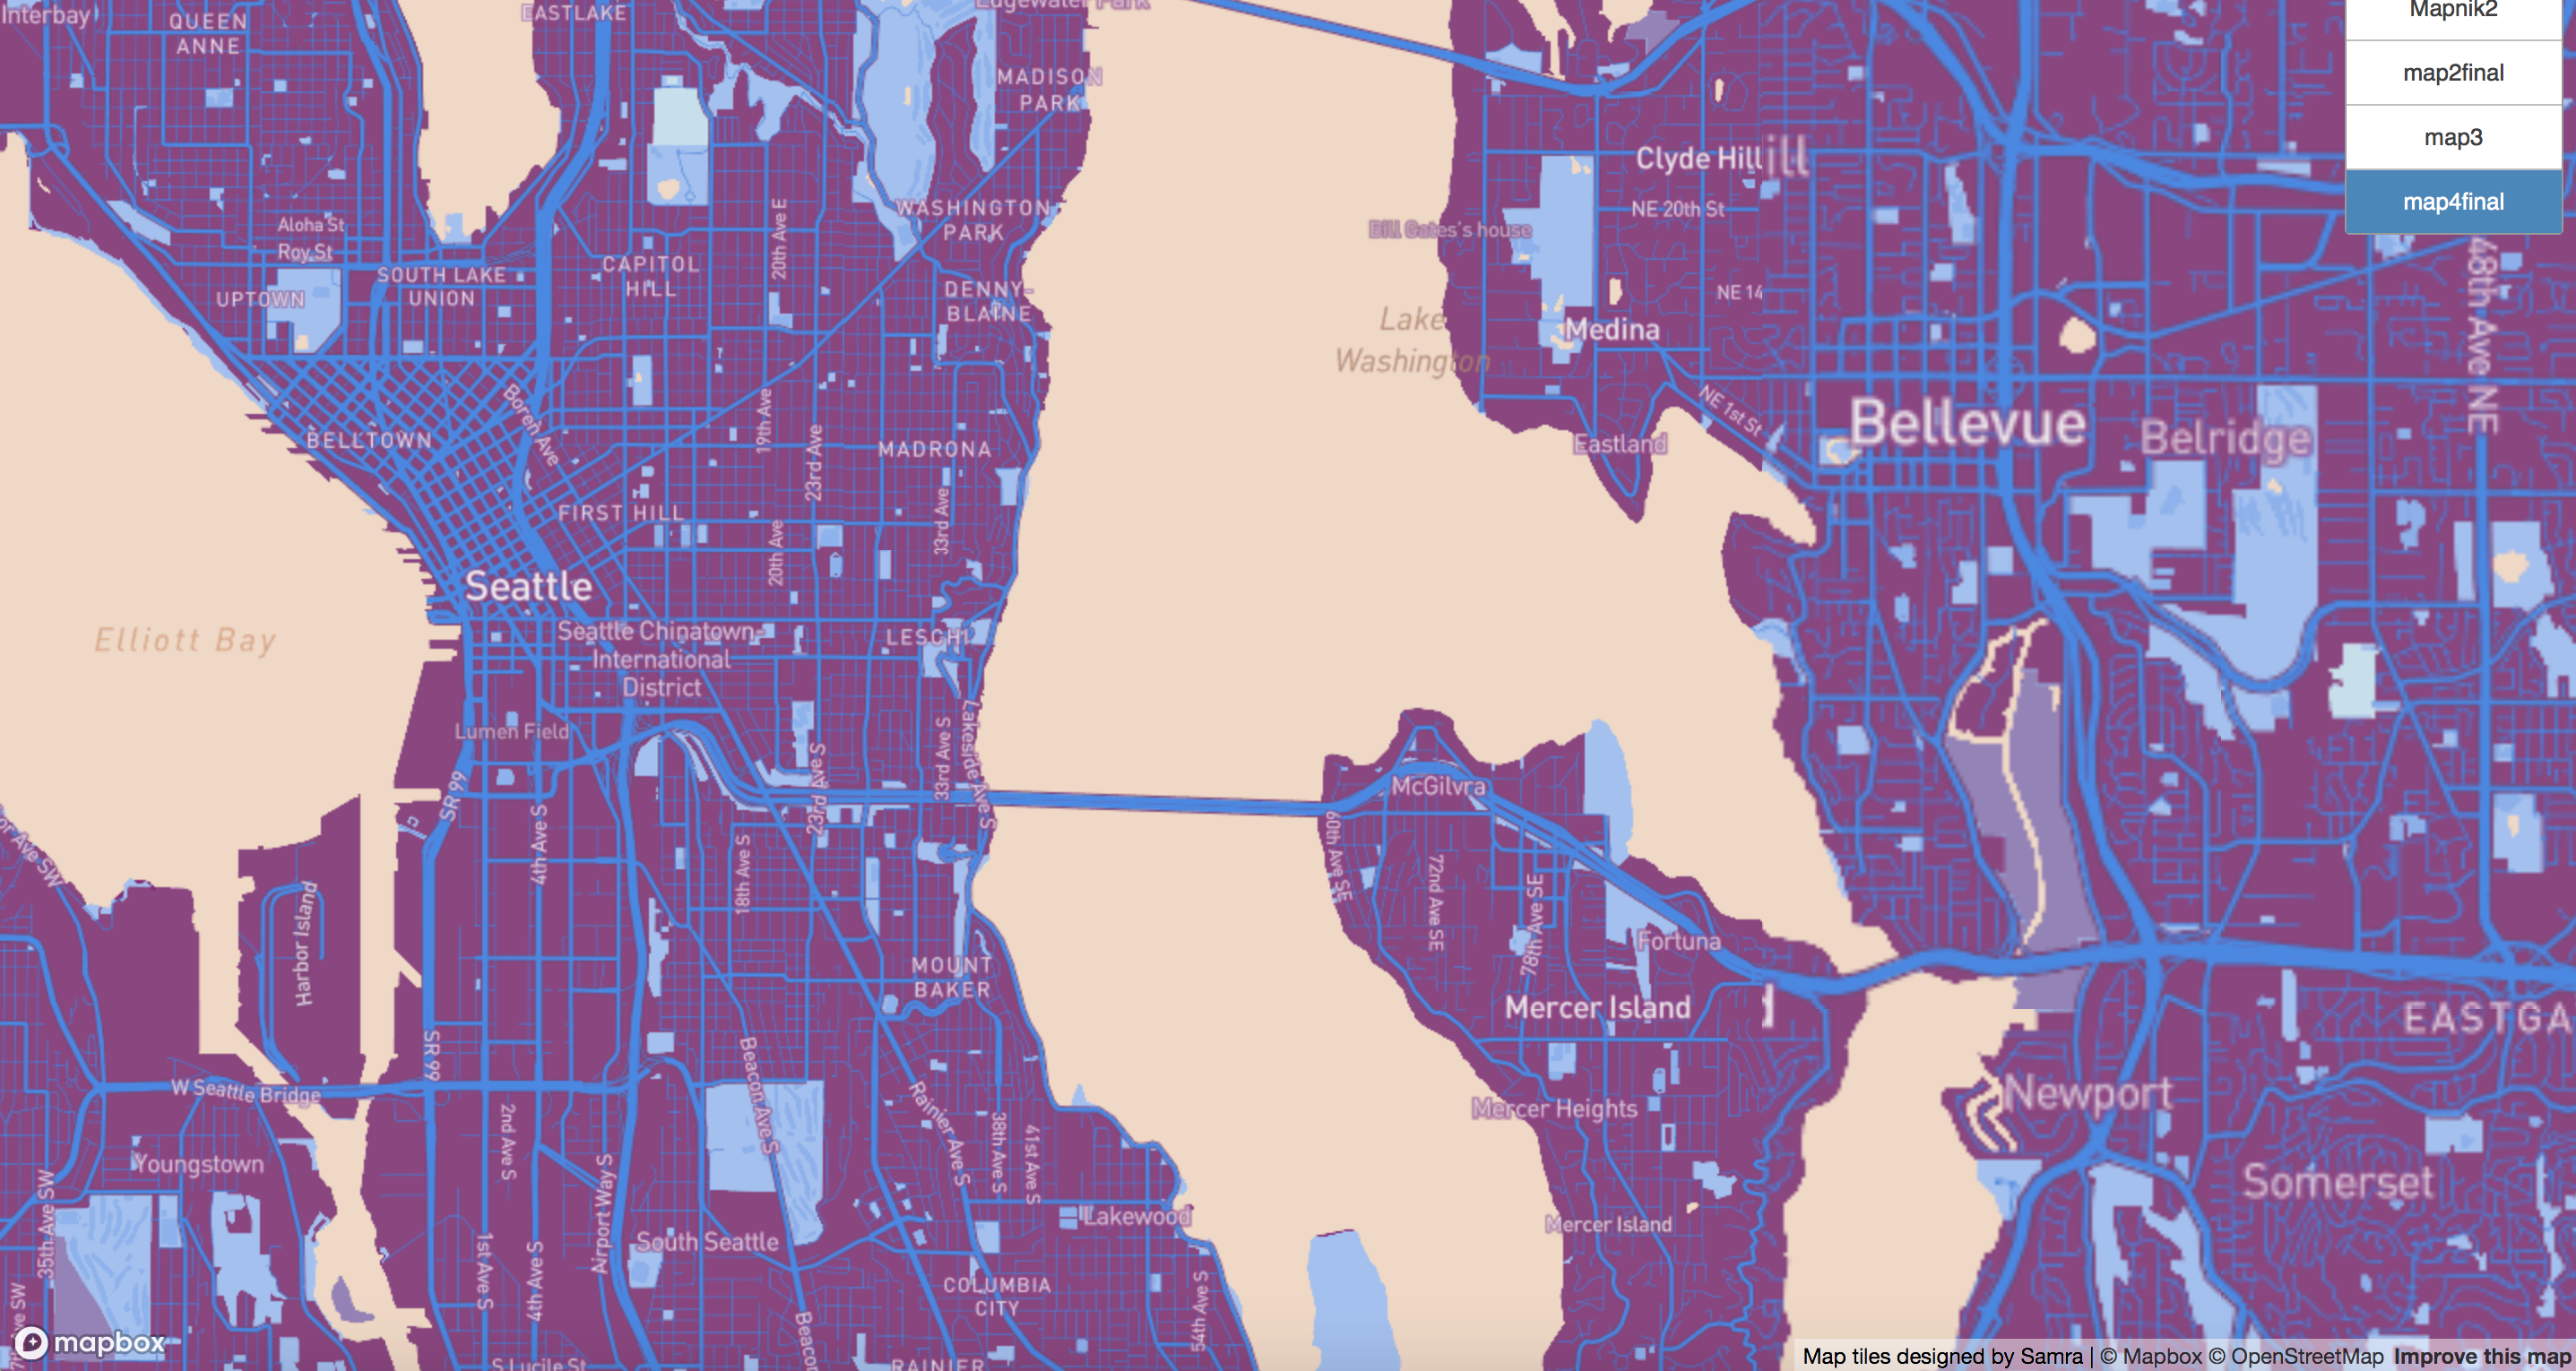 Interbay
QUEEN
ANNE
EASTLAKE
Edgewater Park
MADISON
PARK
Mapnik2
map2final
map3
map4final
Clyde Hill
ill
NE 20th St
Bill Gates's house
NE 14
Medina
Lake
Washington
Aloha St
Roy St
UPTOWN
SOUTH LAKE
UNION
CAPITOL
HILL
20th Ave E
WASHINGTON
PARK
DENNY-
BLAINE
BELLTOWN
Boren Ave
19th Ave
23rd Ave
MADRONA
33rd Ave
FIRST HILL
20th Ave
NE 1st St
Eastland
Bellevue
Belridge
48th Ave NE
Seattle
Elliott Bay
Seattle Chinatown-
International
District
LESCHI
Lumen Field
SR 99
4th Ave S
23rd Ave S
33rd Ave S
Lakeside Ave S
18th Ave S
McGilvra
60th Ave SE
72nd Ave SE
78th Ave SE
Fortuna
Mercer Island
d
or Ave SW
Harbor Island
MOUNT
BAKER
SR 99
W Seattle Bridge
Beacon Ave S
Rainier Ave S
38th Ave S
41st Ave S
2nd Ave S
Youngstown
35th Ave SW
Airport Way S
1st Ave S
4th Ave S
South Seattle
Lakewood
COLUMBIA
CITY
54th Ave S
Beacon
Mercer Heights
Mercer Island
EASTGA
Newport
Somerset
ve SW
S Lucile St
RAINIER
mapbox
Map tiles designed by Samra | © Mapbox © OpenStreetMap Improve this map